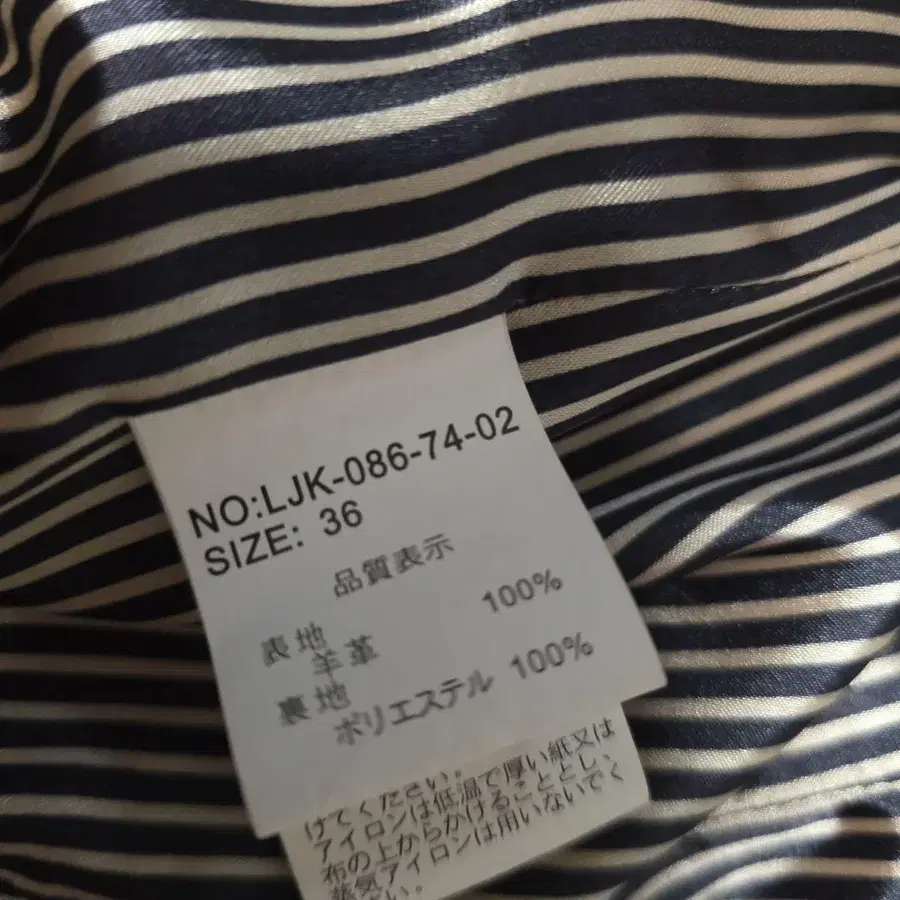 NO:LJK-086-74-02
SIZE: 36
品質表示
表地
羊革 100%
裏地
ポリエステル 100%
けてください。
アイロンは低温で厚い紙又は
布の上からかけることとし、
蒸気アイロンは用いないでく
さい。